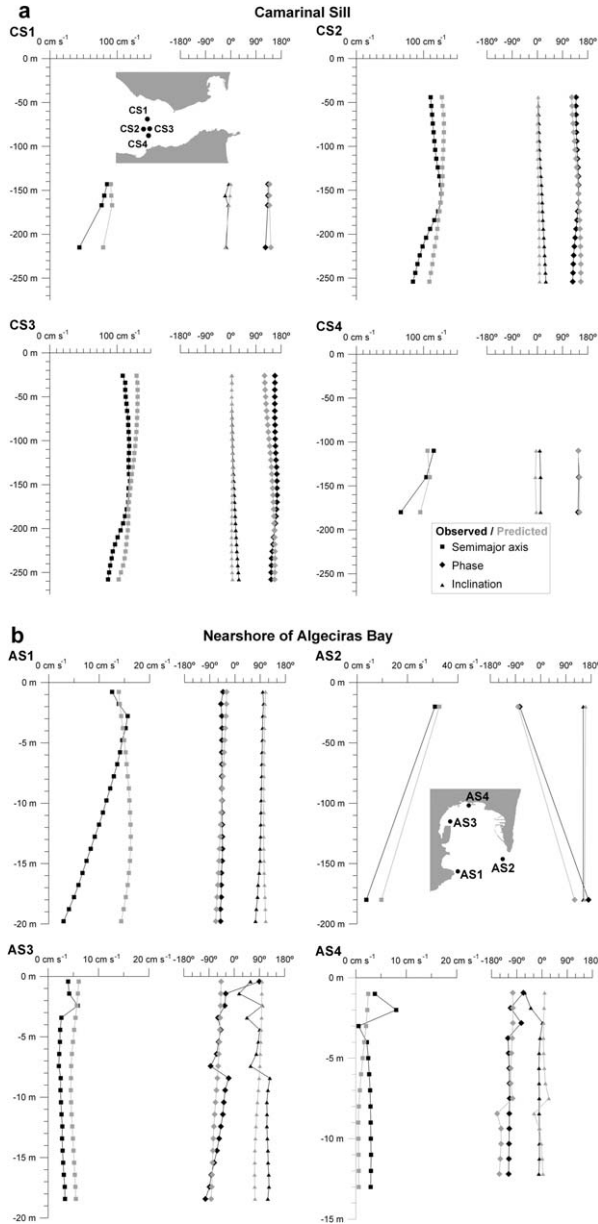 a
Camarinal Sill
CS1
0 cm s-1
100 cm s-1
-180º
-90º
0º
90º
180º
0 m
-50 m
-100 m
-150 m
-200 m
-250 m
CS1
CS2
CS3
CS4
CS2
0 cm s-1
100 cm s-1
-180º
-90º
0º
90º
180º
0 m
-50 m
-100 m
-150 m
-200 m
-250 m
CS3
0 cm s-1
100 cm s-1
-180º
-90º
0º
90º
180º
0 m
-50 m
-100 m
-150 m
-200 m
-250 m
CS4
0 cm s-1
100 cm s-1
-180º
-90º
0º
90º
180º
0 m
-50 m
-100 m
-150 m
-200 m
-250 m
Observed / Predicted
Semimajor axis
Phase
Inclination
b
Nearshore of Algeciras Bay
AS1
0 cm s-1
10 cm s-1
20 cm s-1
-180º
-90º
0º
90º
180º
0 m
-5 m
-10 m
-15 m
-20 m
AS2
0 cm s-1
20 cm s-1
40 cm s-1
-180º
-90º
0º
90º
180º
0 m
-50 m
-100 m
-150 m
-200 m
AS4
AS3
AS1
AS2
AS3
0 cm s-1
10 cm s-1
20 cm s-1
-180º
-90º
0º
90º
180º
0 m
-5 m
-10 m
-15 m
-20 m
AS4
0 cm s-1
10 cm s-1
20 cm s-1
-180º
-90º
0º
90º
180º
0 m
-5 m
-10 m
-15 m